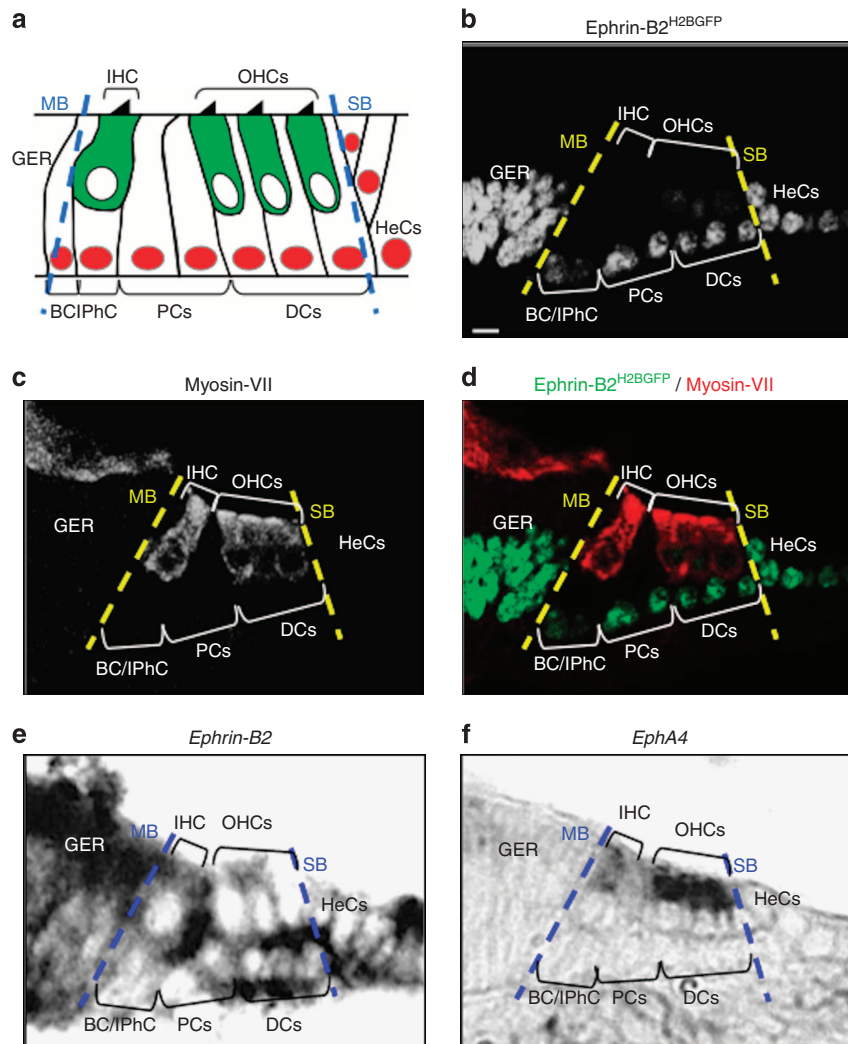 a
IHC
OHCs
MB
SB
GER
HeCs
BC
IPhC
PCs
DCs
b
Ephrin-B2H2BGFP
IHC
OHCs
MB
SB
GER
HeCs
BC/IPhC
PCs
DCs
c
Myosin-VII
IHC
OHCs
MB
SB
GER
HeCs
BC/IPhC
PCs
DCs
d
Ephrin-B2H2BGFP / Myosin-VII
IHC
OHCs
MB
SB
GER
HeCs
BC/IPhC
PCs
DCs
e
Ephrin-B2
IHC
OHCs
MB
SB
GER
HeCs
BC/IPhC
PCs
DCs
f
EphA4
IHC
OHCs
MB
SB
GER
HeCs
BC/IPhC
PCs
DCs